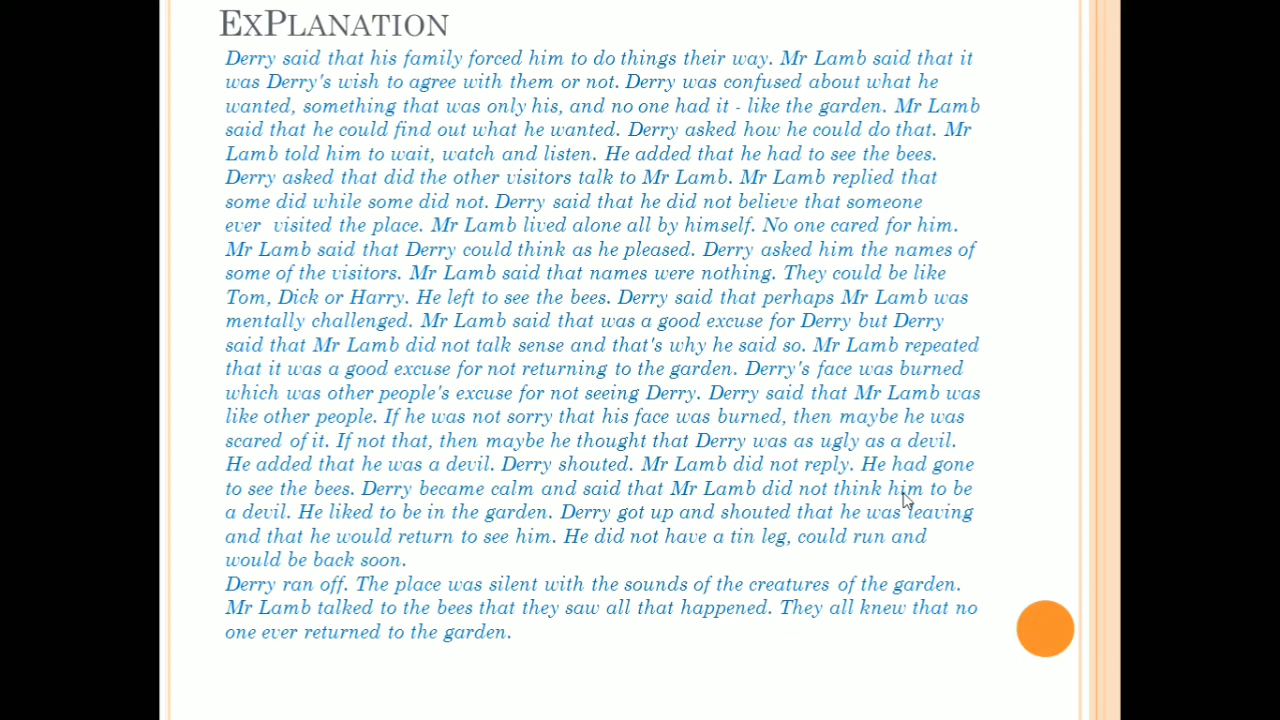 EXPLANATION
Derry said that his family forced him to do things their way. Mr Lamb said that it
was Derry's wish to agree with them or not. Derry was confused about what he
wanted, something that was only his, and no one had it - like the garden. Mr Lamb
said that he could find out what he wanted. Derry asked how he could do that. Mr
Lamb told him to wait, watch and listen. He added that he had to see the bees.
Derry asked that did the other visitors talk to Mr Lamb. Mr Lamb replied that
some did while some did not. Derry said that he did not believe that someone
ever visited the place. Mr Lamb lived alone all by himself. No one cared for him.
Mr Lamb said that Derry could think as he pleased. Derry asked him the names of
some of the visitors. Mr Lamb said that names were nothing. They could be like
Tom, Dick or Harry. He left to see the bees. Derry said that perhaps Mr Lamb was
mentally challenged. Mr Lamb said that was a good excuse for Derry but Derry
said that Mr Lamb did not talk sense and that's why he said so. Mr Lamb repeated
that it was a good excuse for not returning to the garden. Derry's face was burned
which was other people's excuse for not seeing Derry. Derry said that Mr Lamb was
like other people. If he was not sorry that his face was burned, then maybe he was
scared of it. If not that, then maybe he thought that Derry was as ugly as a devil.
He added that he was a devil. Derry shouted. Mr Lamb did not reply. He had gone
to see the bees. Derry became calm and said that Mr Lamb did not think him to be
a devil. He liked to be in the garden. Derry got up and shouted that he was leaving
and that he would return to see him. He did not have a tin leg, could run and
would be back soon.
Derry ran off. The place was silent with the sounds of the creatures of the garden.
Mr Lamb talked to the bees that they saw all that happened. They all knew that no
one ever returned to the garden.